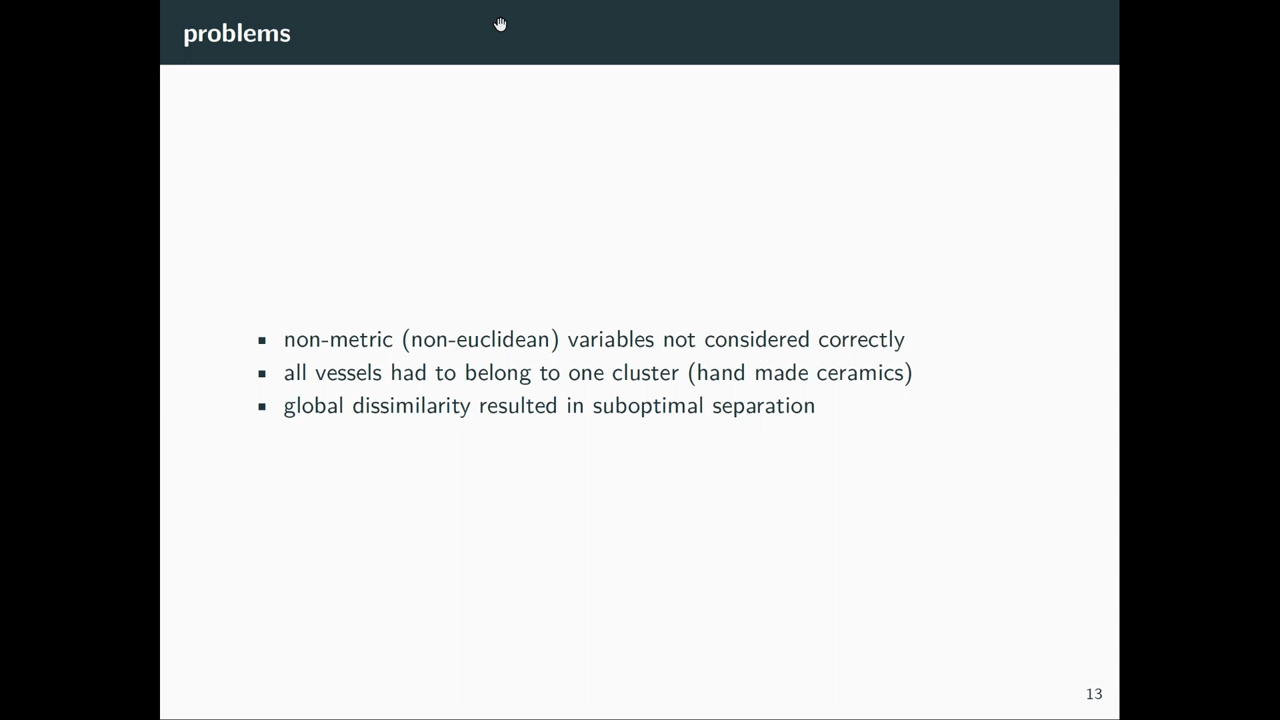 problems
▪ non-metric (non-euclidean) variables not considered correctly
▪ all vessels had to belong to one cluster (hand made ceramics)
▪ global dissimilarity resulted in suboptimal separation
13